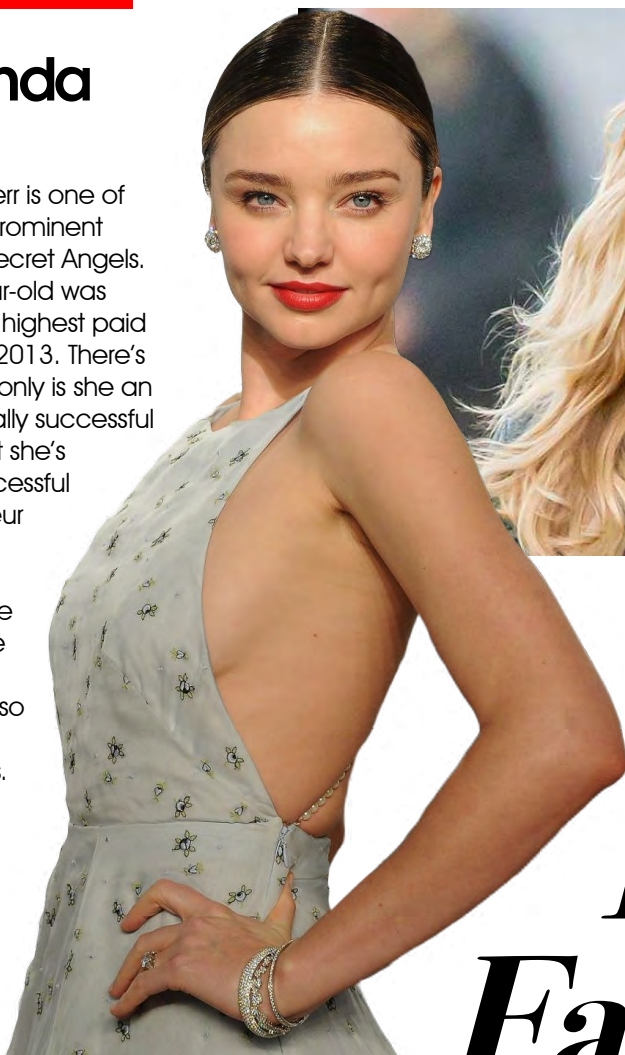 nda
err is one of
rominent
ecret Angels.
r-old was
highest paid
2013. There's
only is she an
ally successful
t she's
cessful
eur
e
e
so
s.
Fa